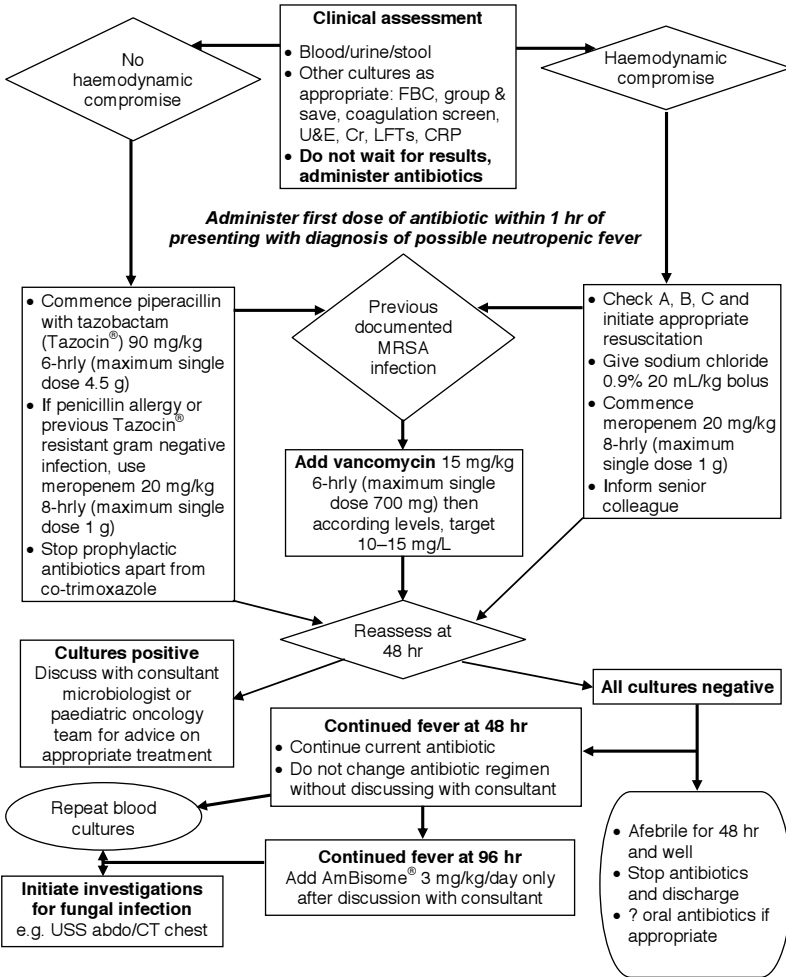 Clinical assessment
• Blood/urine/stool
• Other cultures as
appropriate: FBC, group &
save, coagulation screen,
U&E, Cr, LFTs, CRP
• Do not wait for results,
administer antibiotics
No
haemodynamic
compromise
Haemodynamic
compromise
Administer first dose of antibiotic within 1 hr of
presenting with diagnosis of possible neutropenic fever
• Commence piperacillin
with tazobactam
(Tazocin®) 90 mg/kg
6-hrly (maximum single
dose 4.5 g)
• If penicillin allergy or
previous Tazocin®
resistant gram negative
infection, use
meropenem 20 mg/kg
8-hrly (maximum single
dose 1 g)
• Stop prophylactic
antibiotics apart from
co-trimoxazole
Previous
documented
MRSA
infection
• Check A, B, C and
initiate appropriate
resuscitation
• Give sodium chloride
0.9% 20 mL/kg bolus
• Commence
meropenem 20 mg/kg
8-hrly (maximum
single dose 1 g)
• Inform senior
colleague
Add vancomycin 15 mg/kg
6-hrly (maximum single
dose 700 mg) then
according levels, target
10–15 mg/L
Reassess at
48 hr
Cultures positive
Discuss with consultant
microbiologist or
paediatric oncology
team for advice on
appropriate treatment
All cultures negative
Continued fever at 48 hr
• Continue current antibiotic
• Do not change antibiotic regimen
without discussing with consultant
Repeat blood
cultures
Continued fever at 96 hr
Add AmBisome® 3 mg/kg/day only
after discussion with consultant
Initiate investigations
for fungal infection
e.g. USS abdo/CT chest
• Afebrile for 48 hr
and well
• Stop antibiotics
and discharge
• ? oral antibiotics if
appropriate